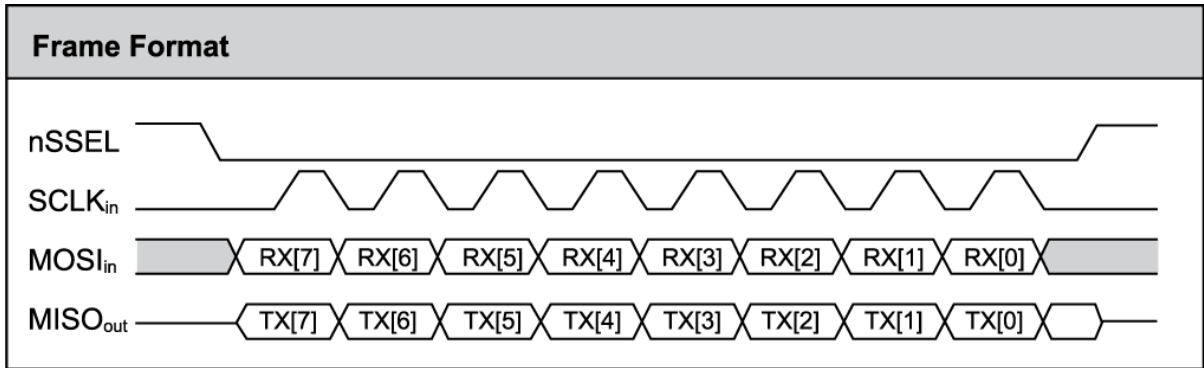 Frame Format
nSSEL
SCLKin
MOSIin RX[7] RX[6] RX[5] RX[4] RX[3] RX[2] RX[1] RX[0]
MISOout TX[7] TX[6] TX[5] TX[4] TX[3] TX[2] TX[1] TX[0]